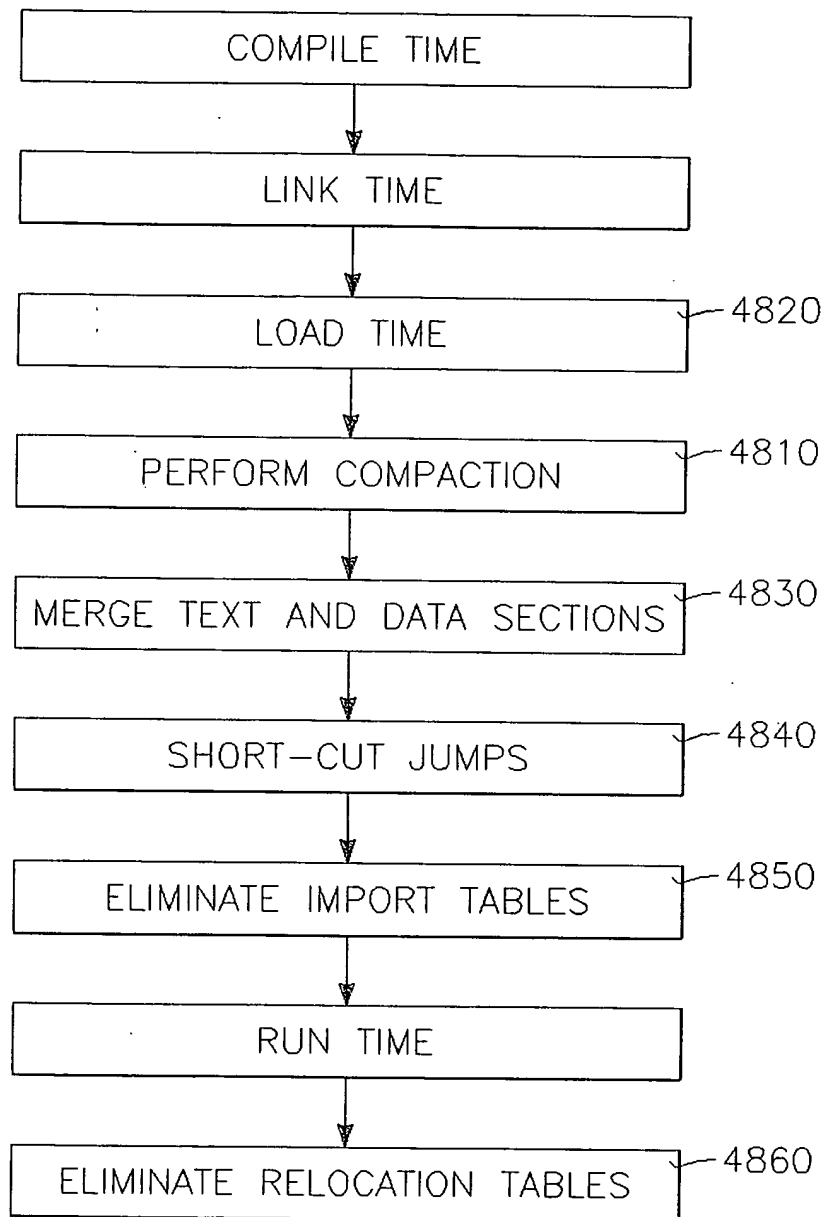 COMPILE TIME
LINK TIME
LOAD TIME
4820
PERFORM COMPACTION
4810
MERGE TEXT AND DATA SECTIONS
4830
SHORT-CUT JUMPS
4840
ELIMINATE IMPORT TABLES
4850
RUN TIME
ELIMINATE RELOCATION TABLES
4860